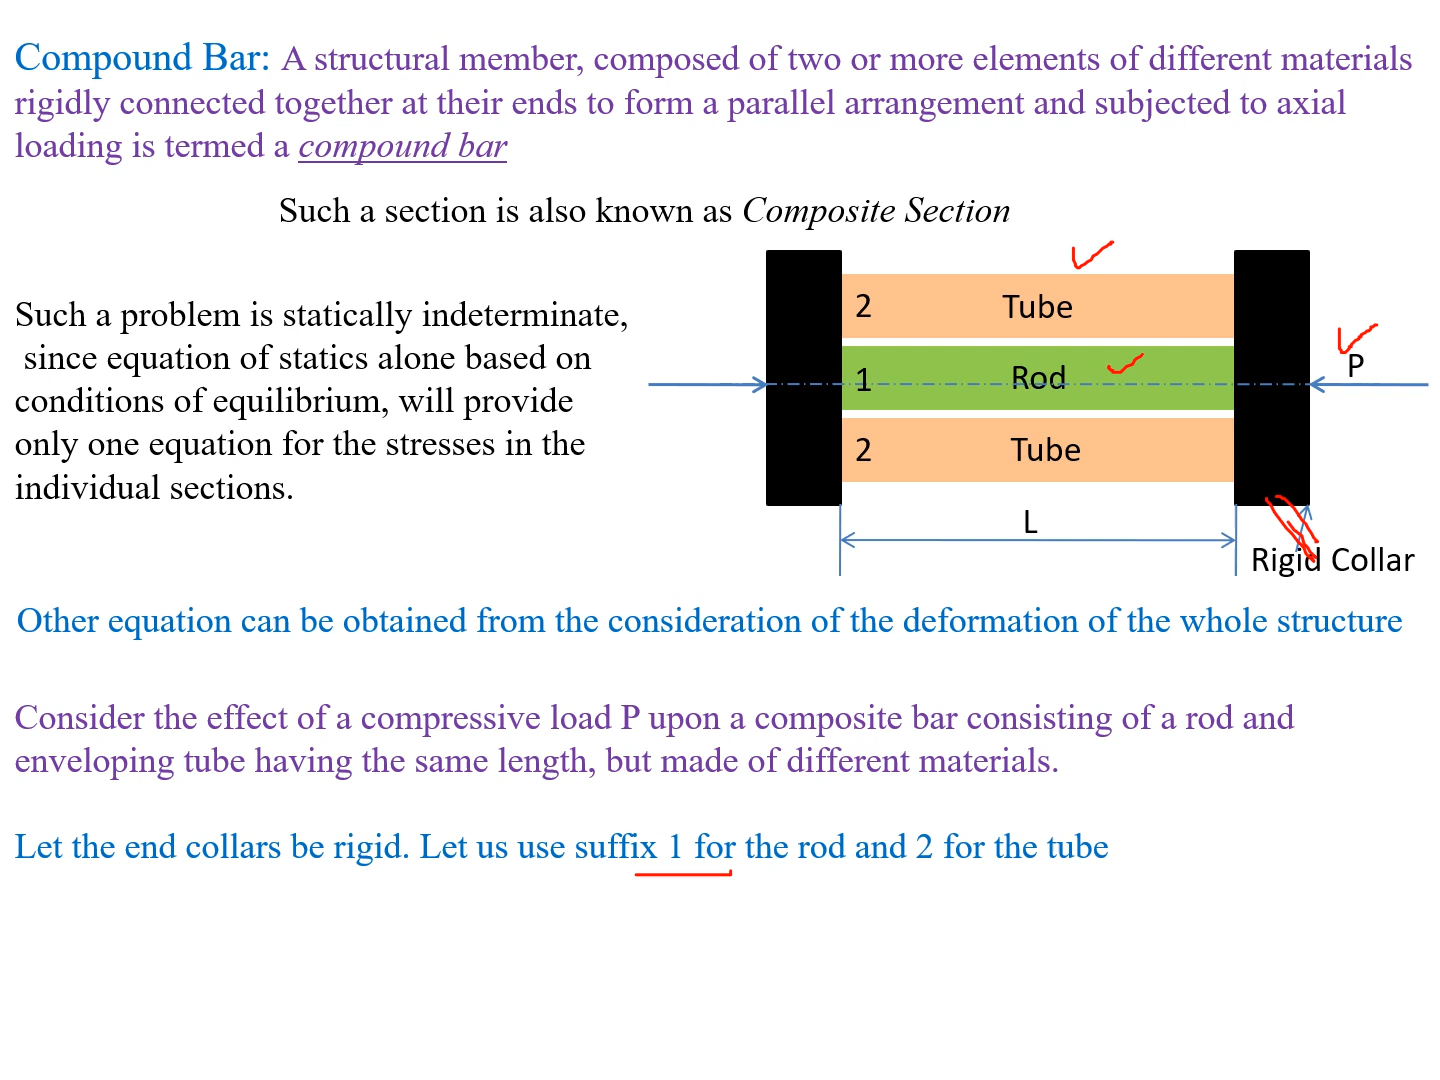 Compound Bar: A structural member, composed of two or more elements of different materials
rigidly connected together at their ends to form a parallel arrangement and subjected to axial
loading is termed a compound bar
Such a section is also known as Composite Section
Such a problem is statically indeterminate,
since equation of statics alone based on
conditions of equilibrium, will provide
only one equation for the stresses in the
individual sections.
2 Tube
1 Rod
P
2 Tube
L
Rigid Collar
Other equation can be obtained from the consideration of the deformation of the whole structure
Consider the effect of a compressive load P upon a composite bar consisting of a rod and
enveloping tube having the same length, but made of different materials.
Let the end collars be rigid. Let us use suffix 1 for the rod and 2 for the tube